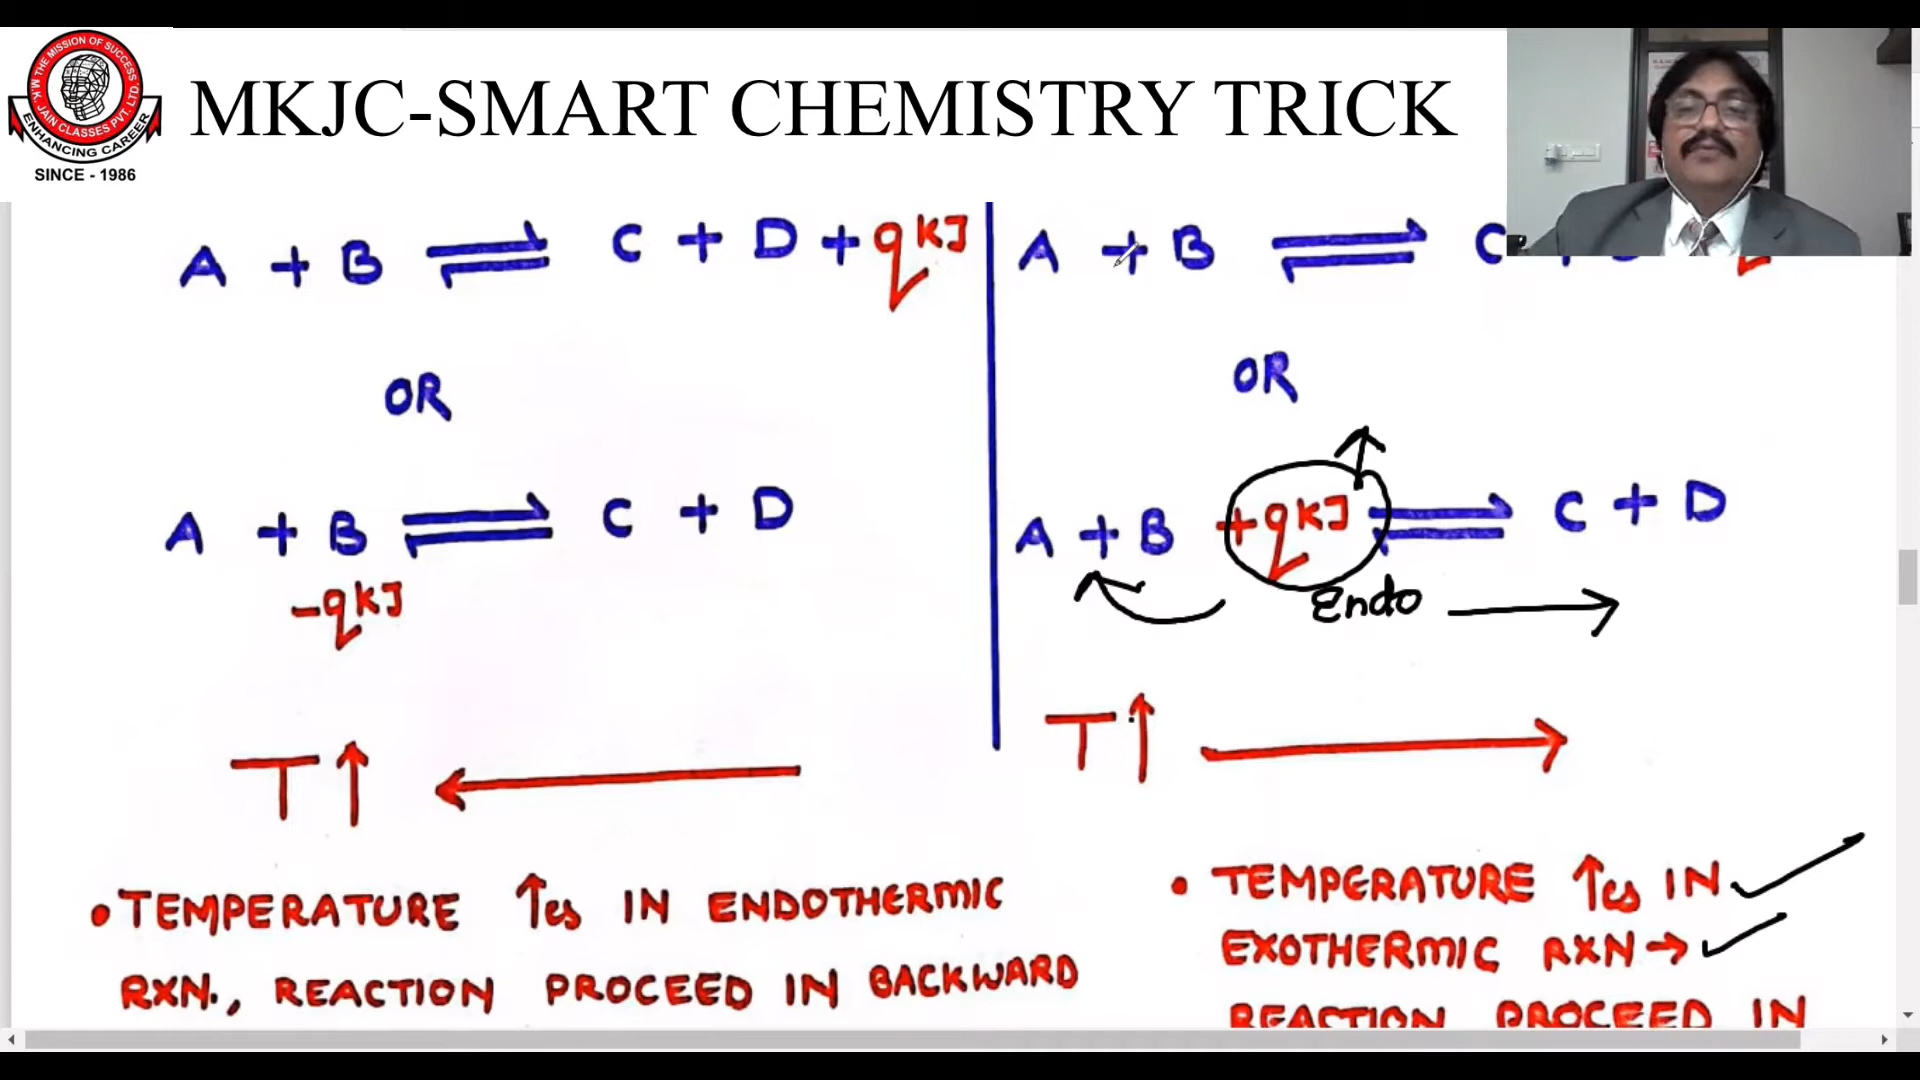 M.K. JAIN CLASSES PVT. LTD.
IN THE MISSION OF SUCCESS
ENHANCING CAREER
SINCE - 1986
MKJC-SMART CHEMISTRY TRICK
A + B ⇌ C + D + q KJ
OR
A + B ⇌ C + D
-q KJ
T↑ ←
• TEMPERATURE ↑es IN ENDOTHERMIC
RXN., REACTION PROCEED IN BACKWARD
A + B ⇌ C
OR
A + B + q KJ ⇌ C + D
Endo →
T↑ →
• TEMPERATURE ↑es IN
EXOTHERMIC RXN →
REACTION PROCEED IN